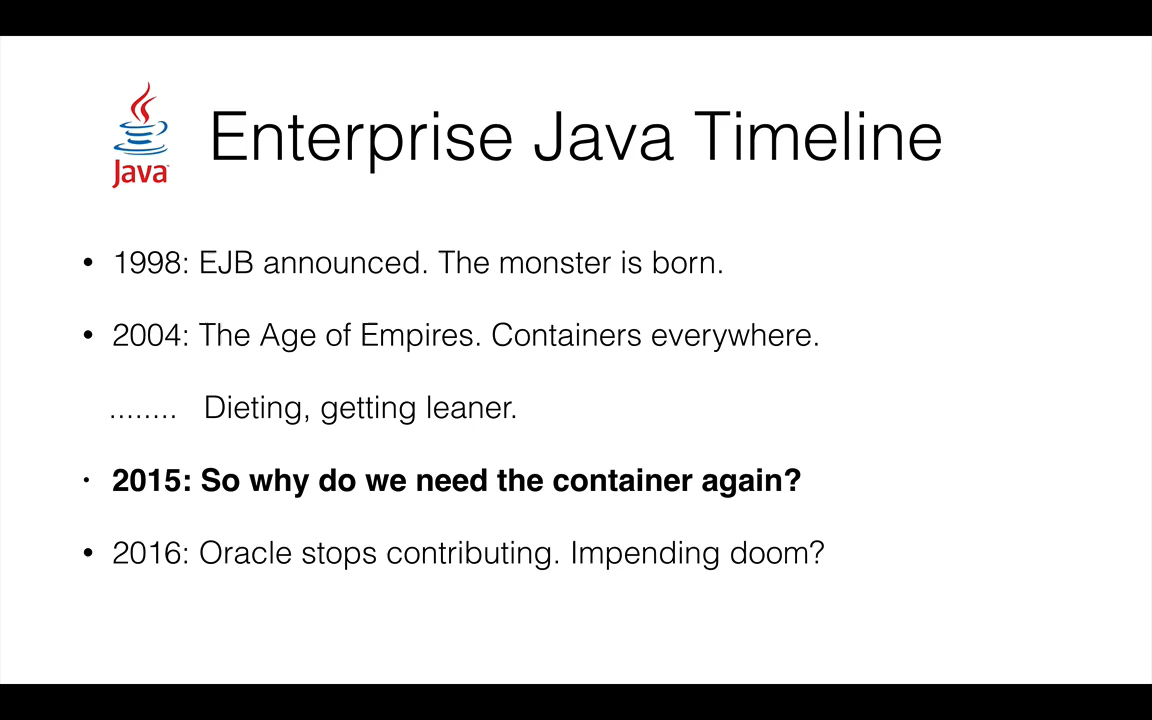 Java
Enterprise Java Timeline
• 1998: EJB announced. The monster is born.
• 2004: The Age of Empires. Containers everywhere.
........ Dieting, getting leaner.
• 2015: So why do we need the container again?
• 2016: Oracle stops contributing. Impending doom?